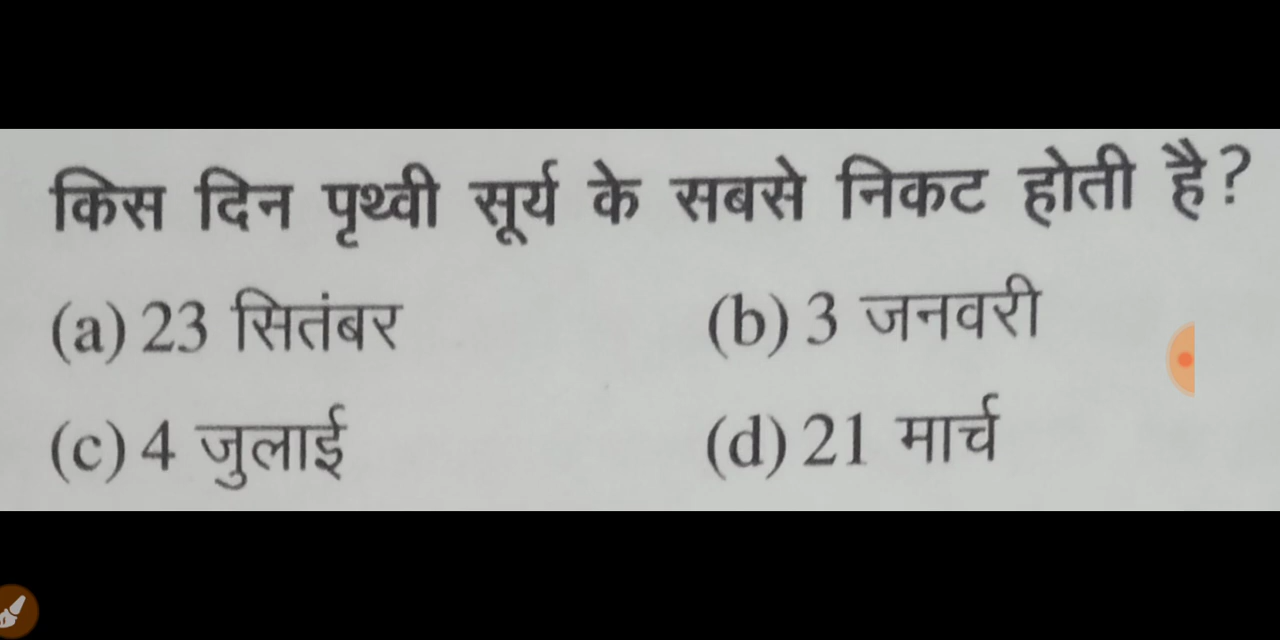 किस दिन पृथ्वी सूर्य के सबसे निकट होती है?
(a) 23 सितंबर (b) 3 जनवरी
(c) 4 जुलाई (d) 21 मार्च